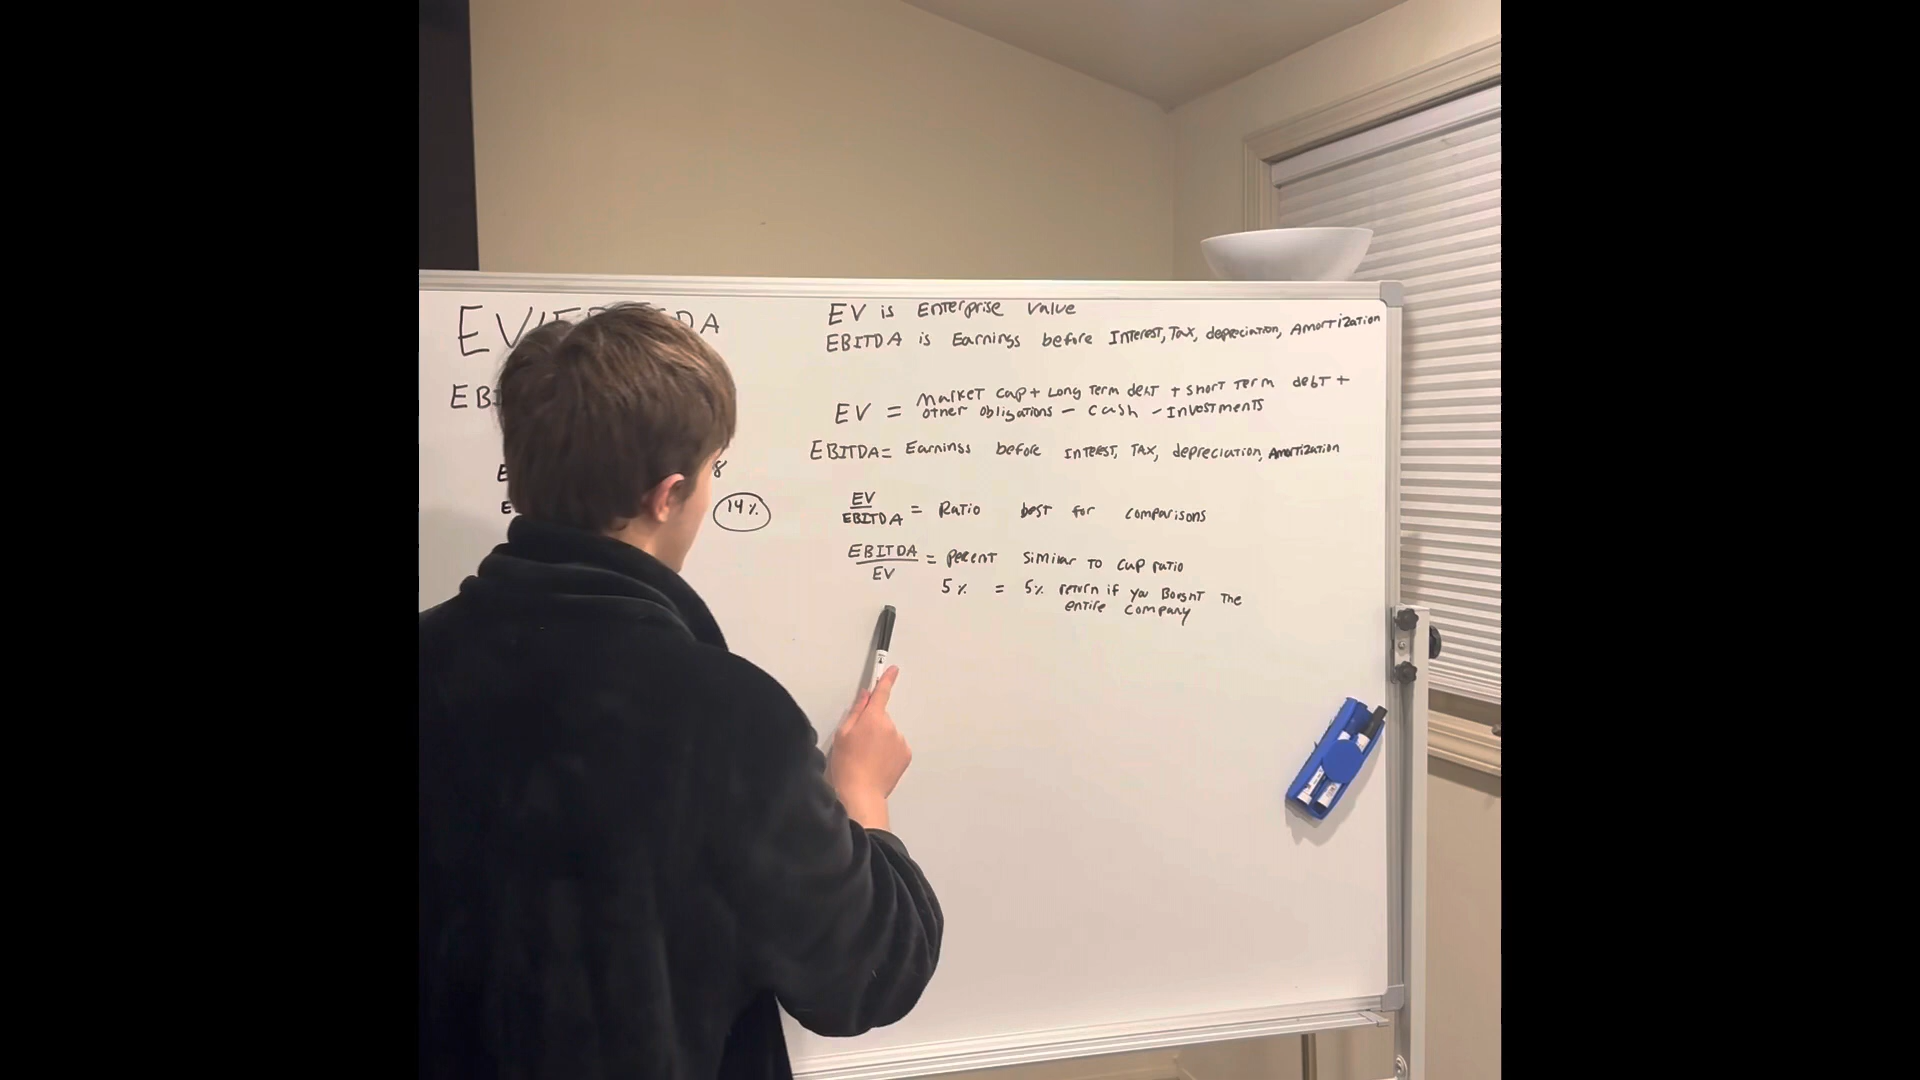 EV/EBITDA
EV is Enterprise Value
EBITDA is Earnings before Interest, Tax, depreciation, Amortization
EV = Market cap + Long Term debt + Short Term debt +
other obligations - Cash - Investments
EBITDA = Earnings before Interest, Tax, depreciation, Amortization
14%
EV
EBITDA = Ratio best for comparisons
EBITDA
EV = Percent Similar to cap ratio
5% = 5% return if you Bought The
entire company